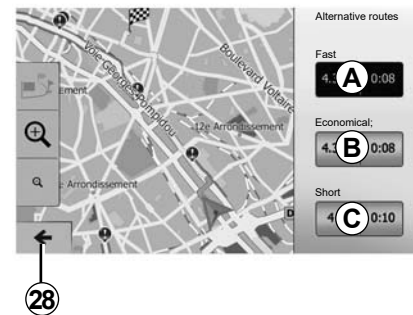 Alternative routes
Fast
A
0:08
Economical;
B
0:08
Short
4
C
0:10
Voie Georges Pompidou
Boulevard Voltaire
12e Arrondissement
Arrondissement
28